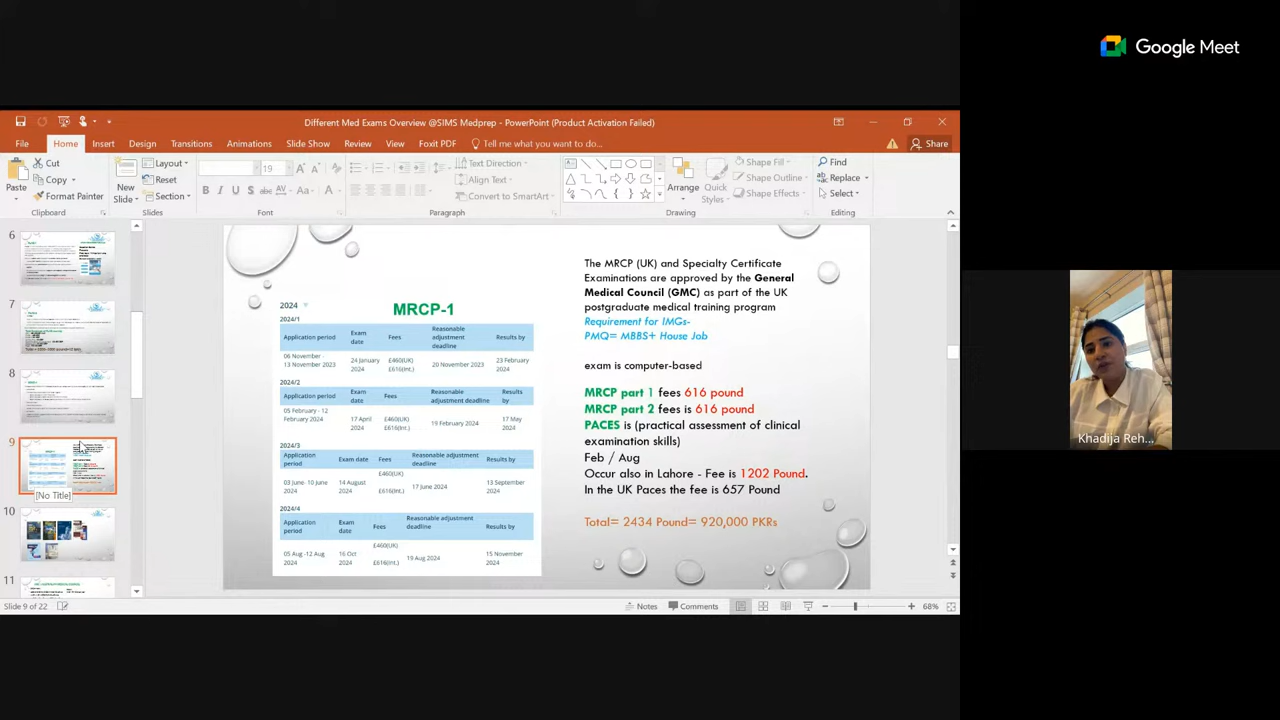 Google Meet
Different Med Exams Overview @SIMS Medprep - PowerPoint (Product Activation Failed)
File Home Insert Design Transitions Animations Slide Show Review View Foxit PDF Tell me what you want to do... Share
Paste
Cut
Copy
Format Painter
Clipboard
New
Slide
Layout
Reset
Section
Slides
19
B I U S abc AV Aa A
Font
Text Direction
Align Text
Convert to SmartArt
Paragraph
Arrange
Quick
Styles
Shape Fill
Shape Outline
Shape Effects
Drawing
Find
Replace
Select
Editing
6
7
8
9
[No Title]
10
11
2024
MRCP-1
2024/1
Application period Exam date Fees Reasonable adjustment deadline Results by
06 November - 13 November 2023 24 January 2024 £460(UK) £616(Int.) 20 November 2023 23 February 2024
2024/2
Application period Exam date Fees Reasonable adjustment deadline Results by
05 February - 12 February 2024 17 April 2024 £460(UK) £616(Int.) 19 February 2024 17 May 2024
2024/3
Application period Exam date Fees Reasonable adjustment deadline Results by
03 June- 10 june 2024 14 August 2024 £460(UK) £616(Int.) 17 June 2024 13 September 2024
2024/4
Application period Exam date Fees Reasonable adjustment deadline Results by
05 Aug -12 Aug 2024 16 Oct 2024 £460(UK) £616(Int.) 19 Aug 2024 15 November 2024
The MRCP (UK) and Specialty Certificate
Examinations are approved by the General
Medical Council (GMC) as part of the UK
postgraduate medical training program
Requirement for IMGs-
PMQ= MBBS+ House Job
exam is computer-based
MRCP part 1 fees 616 pound
MRCP part 2 fees is 616 pound
PACES is (practical assessment of clinical
examination skills)
Feb / Aug
Occur also in Lahore - Fee is 1202 Pound.
In the UK Paces the fee is 657 Pound
Total= 2434 Pound= 920,000 PKRs
Khadija Reh...
Slide 9 of 22 Notes Comments 68%